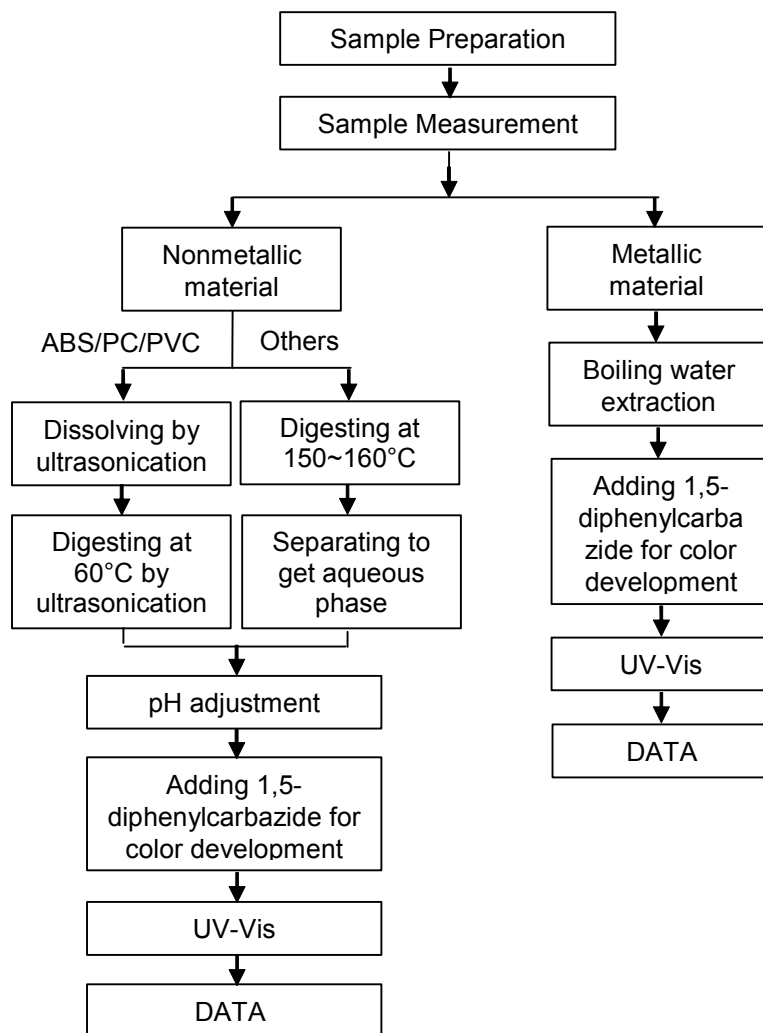 Sample Preparation
Sample Measurement
Nonmetallic
material
ABS/PC/PVC
Others
Dissolving by
ultrasonication
Digesting at
150~160°C
Digesting at
60°C by
ultrasonication
Separating to
get aqueous
phase
pH adjustment
Adding 1,5-
diphenylcarbazide for
color development
UV-Vis
DATA
Metallic
material
Boiling water
extraction
Adding 1,5-
diphenylcarba
zide for color
development
UV-Vis
DATA